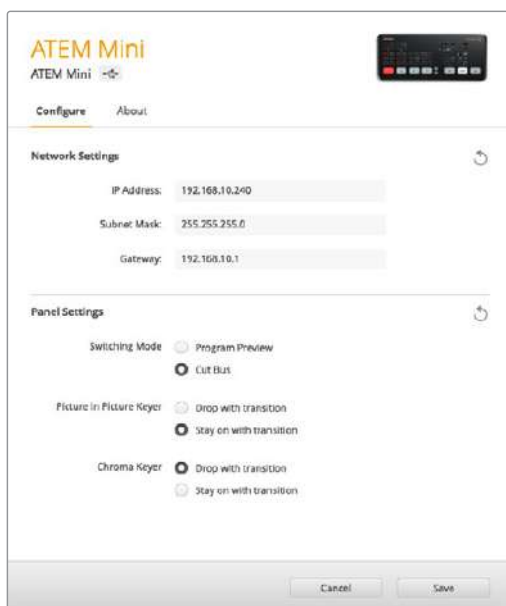 ATEM Mini
ATEM Mini
Configure About
Network Settings
IP Address: 192.168.10.240
Subnet Mask: 255.255.255.0
Gateway: 192.168.10.1
Panel Settings
Switching Mode Program Preview
Cut Bus
Picture in Picture Keyer Drop with transition
Stay on with transition
Chroma Keyer Drop with transition
Stay on with transition
Cancel Save